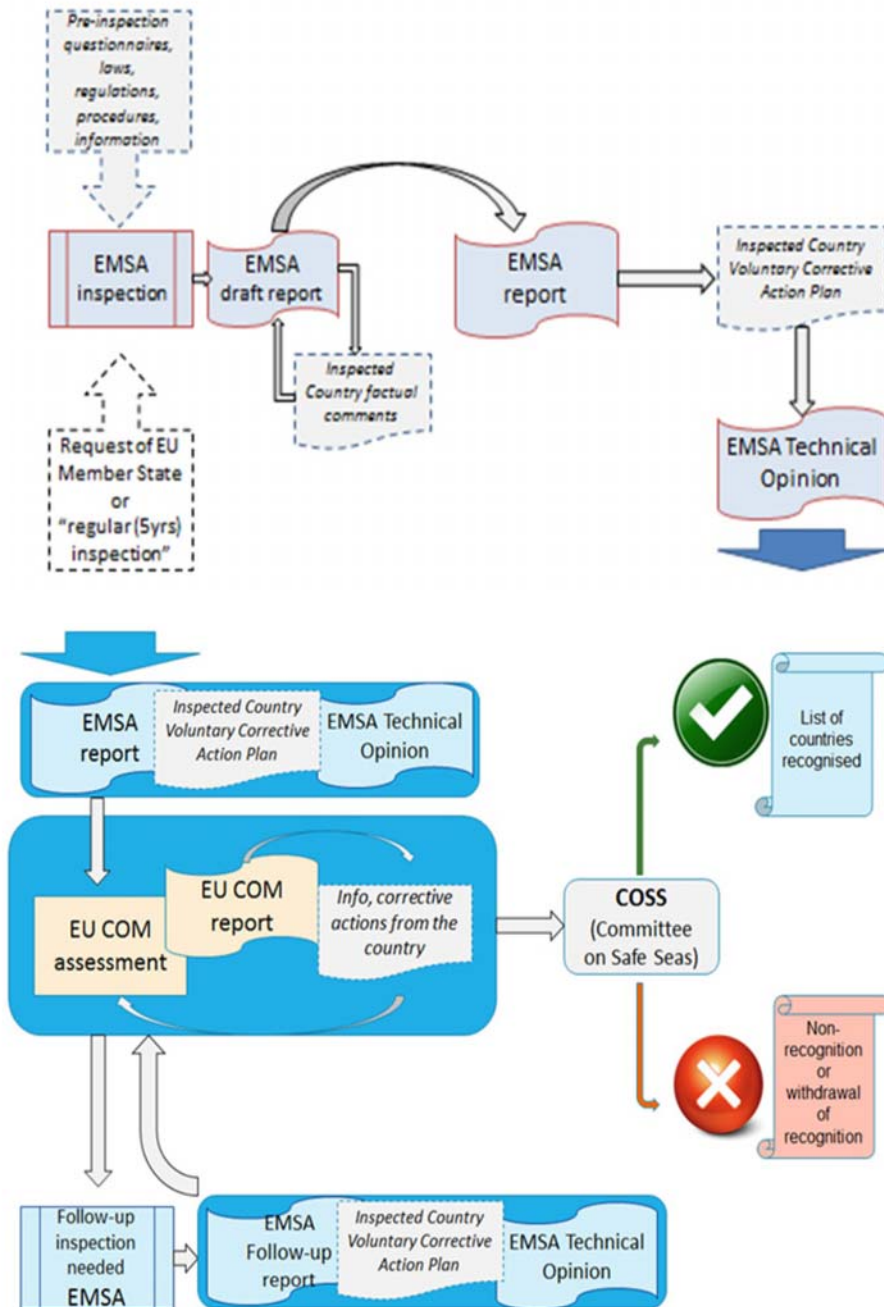 Pre-inspection
questionnaires,
laws,
regulations,
procedures,
information
EMSA
inspection
EMSA
draft report
Inspected
Country factual
comments
EMSA
report
Inspected Country
Voluntary Corrective
Action Plan
EMSA Technical
Opinion
Request of EU
Member State
or
“regular (5yrs)
inspection”
EMSA
report
Inspected Country
Voluntary Corrective
Action Plan
EMSA Technical
Opinion
EU COM
assessment
EU COM
report
Info, corrective
actions from the
country
COSS
(Committee
on Safe Seas)
List of
countries
recognised
Non-
recognition
or
withdrawal
of
recognition
Follow-up
inspection
needed
EMSA
EMSA
Follow-up
report
Inspected Country
Voluntary Corrective
Action Plan
EMSA Technical
Opinion